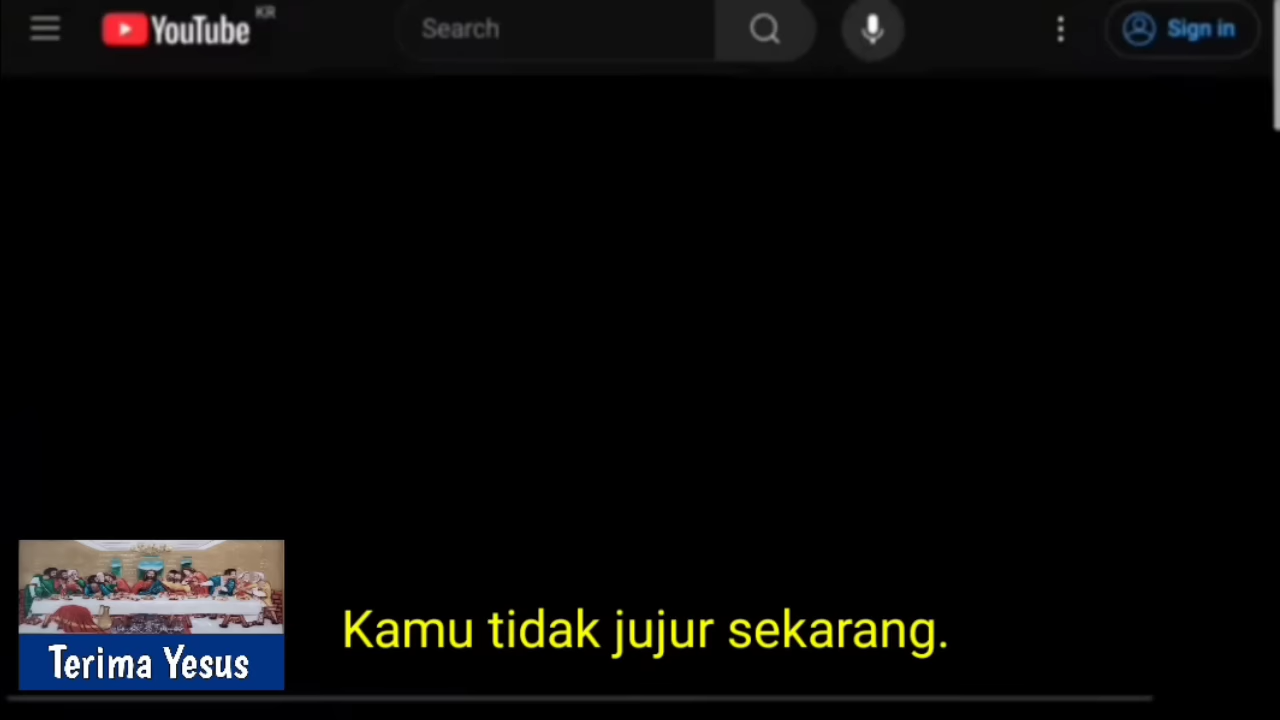 YouTube KR
Search
Sign in
Terima Yesus
Kamu tidak jujur sekarang.